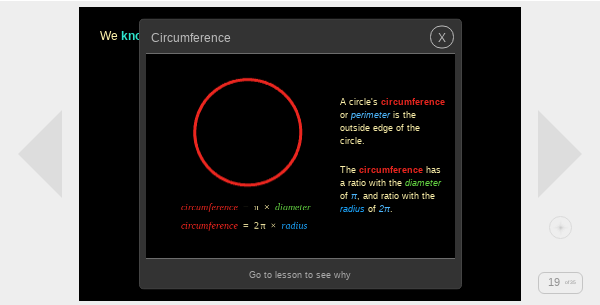 We kno
Circumference
X
A circle's circumference
or perimeter is the
outside edge of the
circle.
The circumference has
a ratio with the diameter
of π, and ratio with the
radius of 2π.
circumference = π × diameter
circumference = 2π × radius
Go to lesson to see why
19